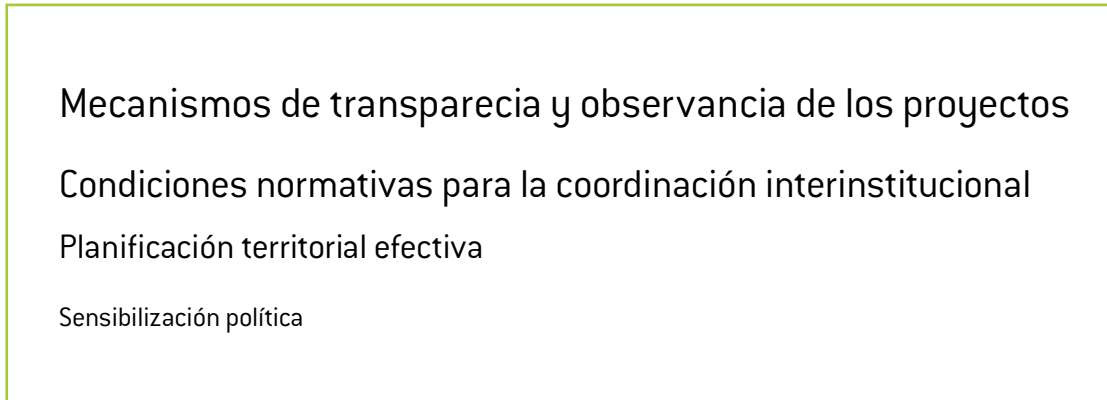 Mecanismos de transparecia y observancia de los proyectos
Condiciones normativas para la coordinación interinstitucional
Planificación territorial efectiva
Sensibilización política